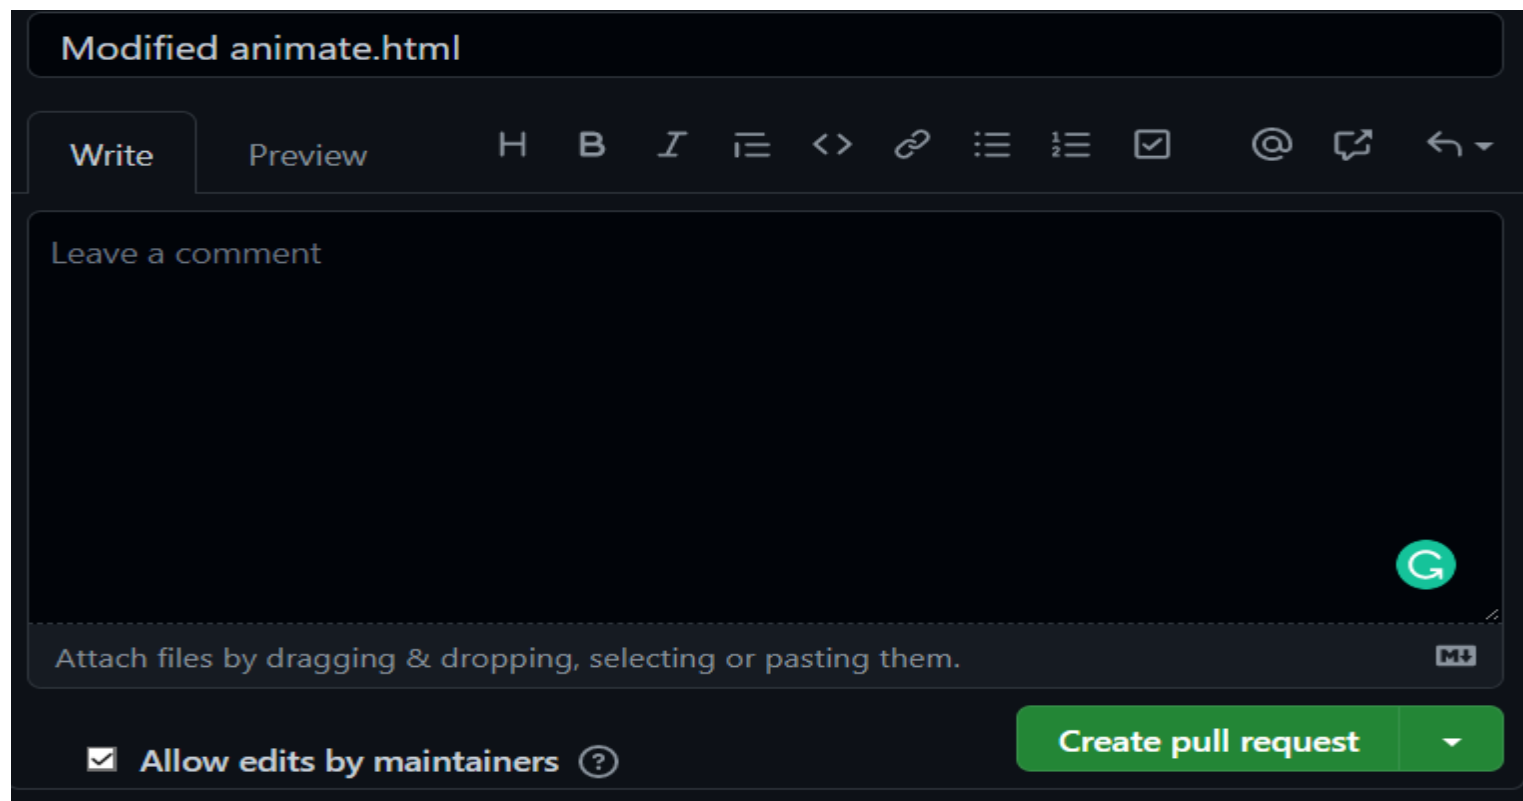 Modified animate.html
Write Preview
Leave a comment
Attach files by dragging & dropping, selecting or pasting them.
Allow edits by maintainers
Create pull request